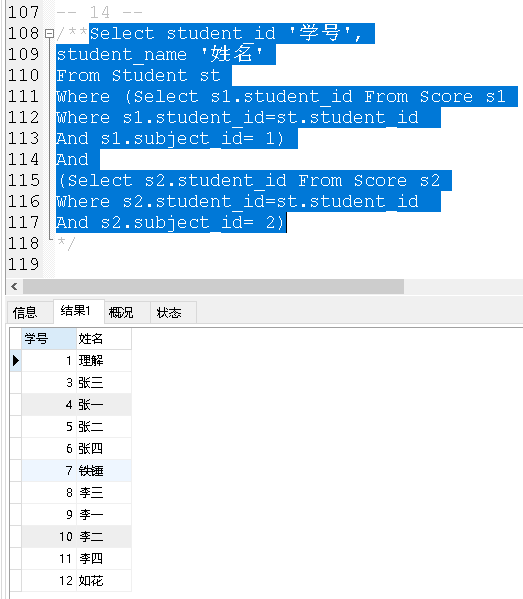 107 -- 14 --
108 /**Select student_id '学号',
109 student_name '姓名'
110 From Student st
111 Where (Select s1.student_id From Score s1
112 Where s1.student_id=st.student_id
113 And s1.subject_id= 1)
114 And
115 (Select s2.student_id From Score s2
116 Where s2.student_id=st.student_id
117 And s2.subject_id= 2)
118 */
119
信息 结果1 概况 状态
学号 姓名
1 理解
3 张三
4 张一
5 张二
6 张四
7 铁锤
8 李三
9 李一
10 李二
11 李四
12 如花